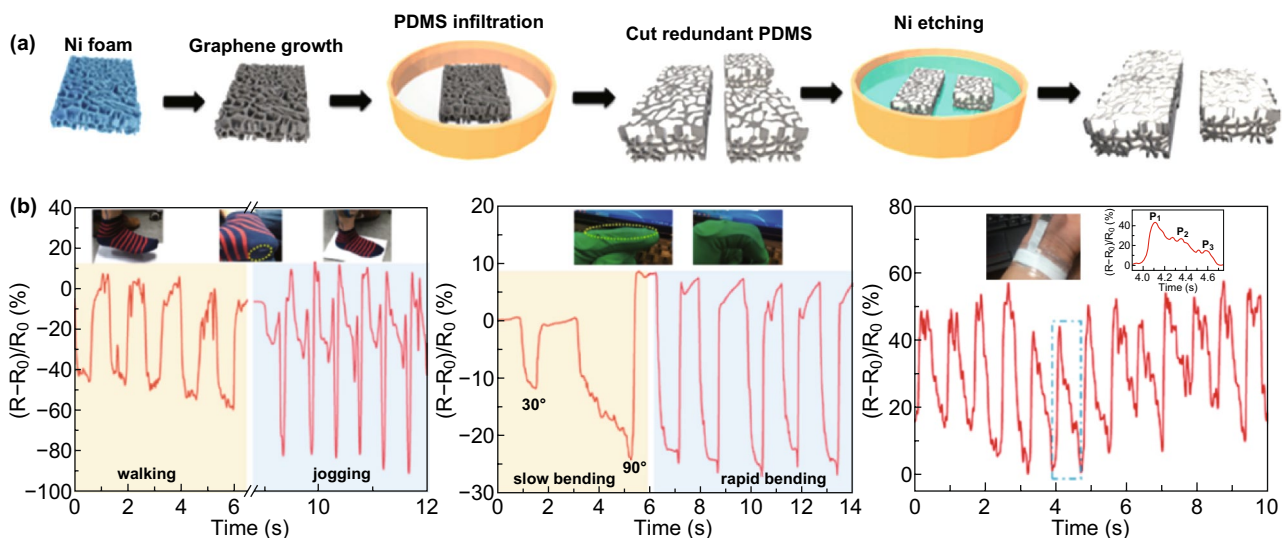 (a)
Ni foam
Graphene growth
PDMS infiltration
Cut redundant PDMS
Ni etching
(b)
40
20
0
−20
−40
−60
−80
−100
(R−R₀)/R₀ (%)
walking
jogging
0 2 4 6 10 12
Time (s)
20
10
0
−10
−20
−30
(R−R₀)/R₀ (%)
30°
90°
slow bending
rapid bending
0 2 4 6 8 10 12 14
Time (s)
80
60
40
20
0
(R−R₀)/R₀ (%)
0 2 4 6 8 10
Time (s)
60
40
20
0
(R−R₀)/R₀ (%)
P₁
P₂
P₃
4.0 4.2 4.4 4.6
Time (s)